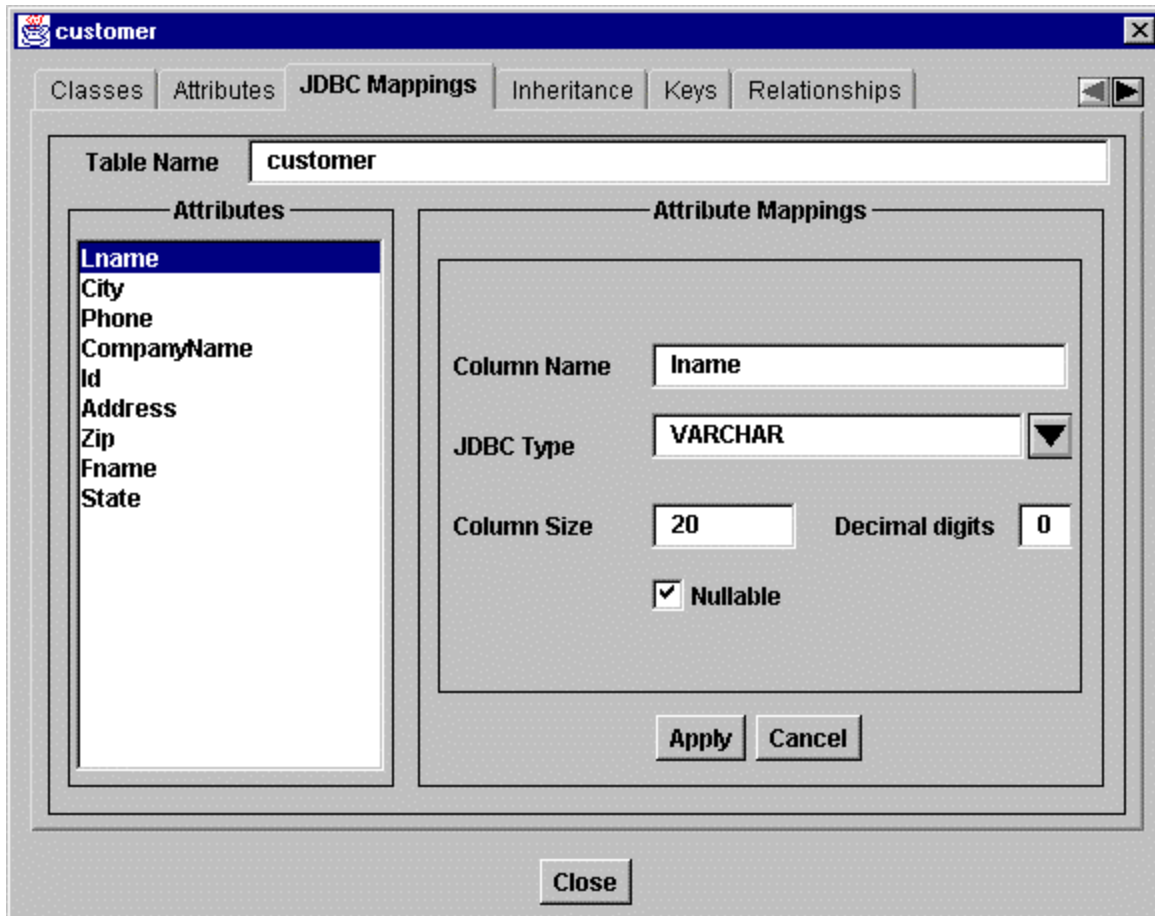 customer
Classes Attributes JDBC Mappings Inheritance Keys Relationships
Table Name customer
Attributes
Lname
City
Phone
CompanyName
Id
Address
Zip
Fname
State
Attribute Mappings
Column Name lname
JDBC Type VARCHAR
Column Size 20 Decimal digits 0
Nullable
Apply Cancel
Close